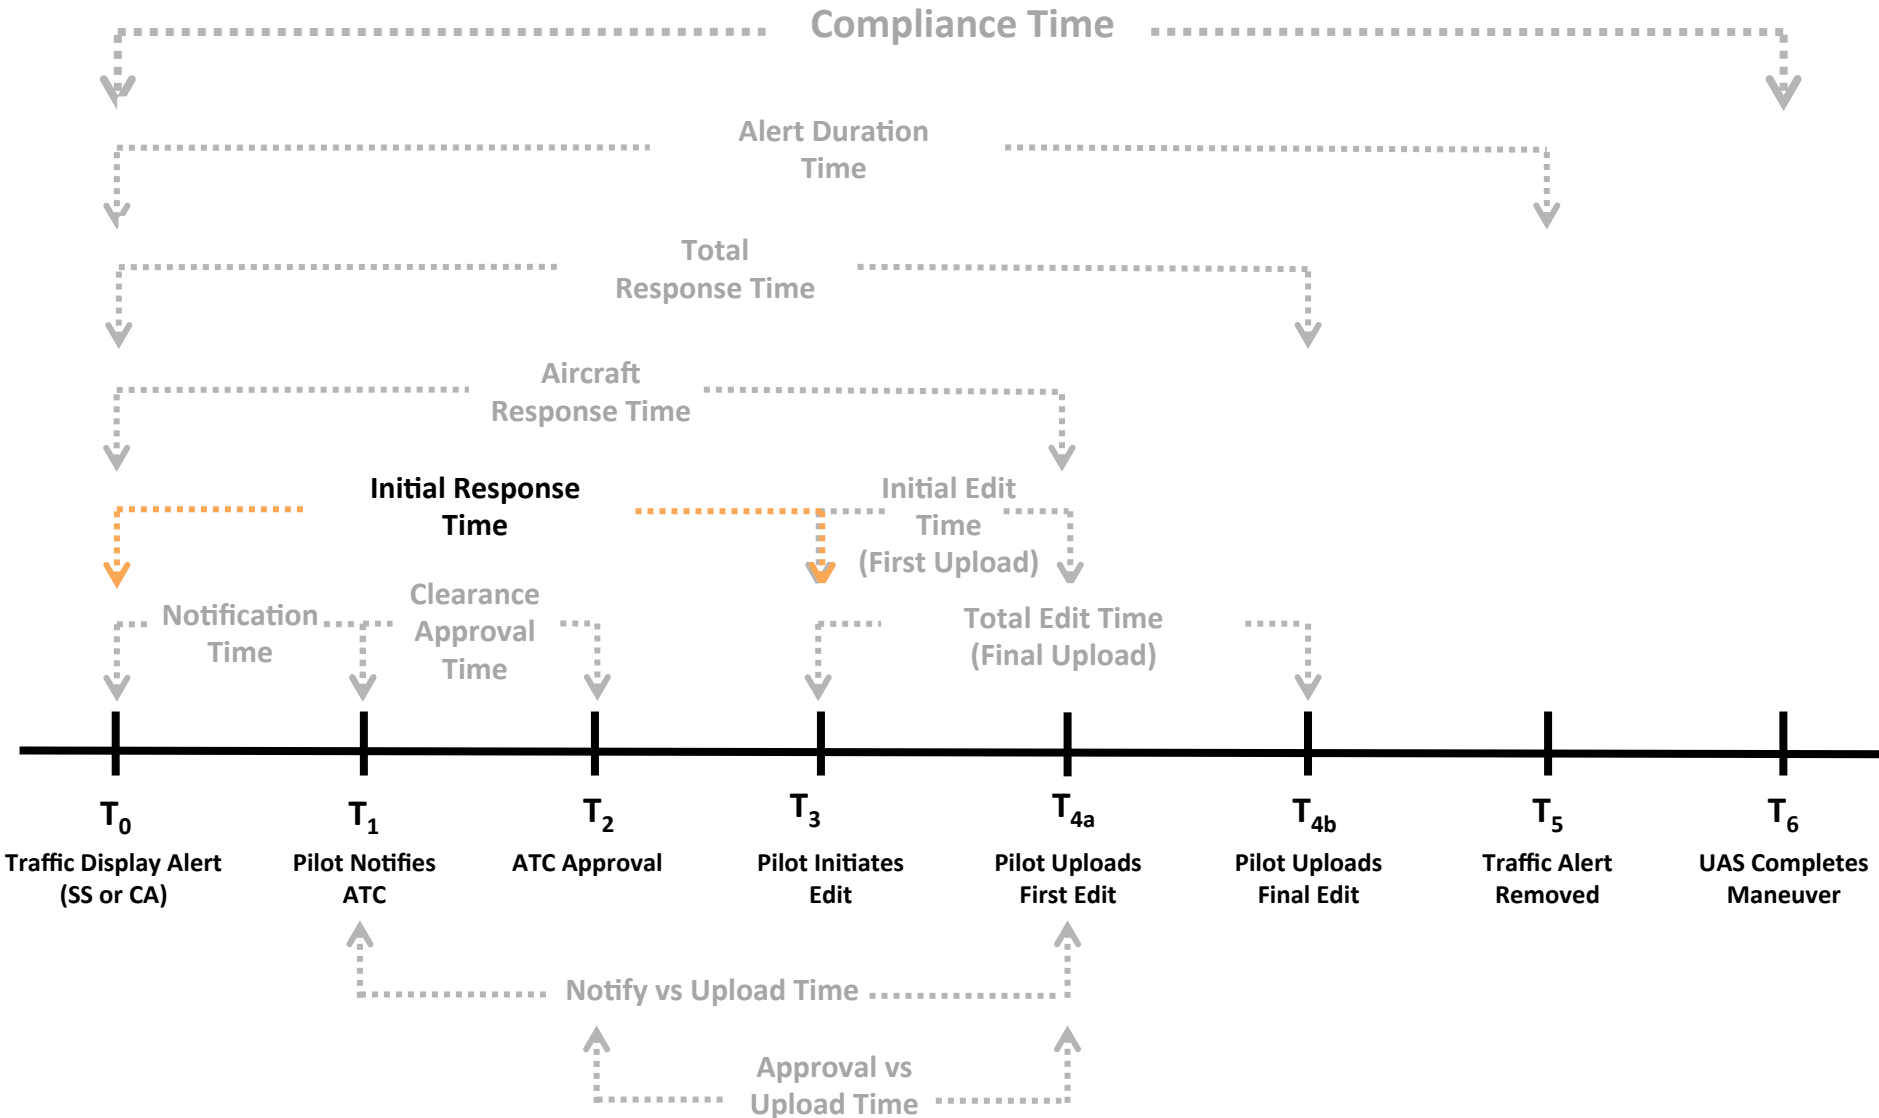 Compliance Time
Alert Duration
Time
Total
Response Time
Aircraft
Response Time
Initial Response
Time
Initial Edit
Time
(First Upload)
Notification
Time
Clearance
Approval
Time
Total Edit Time
(Final Upload)
T0
T1
T2
T3
T4a
T4b
T5
T6
Traffic Display Alert
(SS or CA)
Pilot Notifies
ATC
ATC Approval
Pilot Initiates
Edit
Pilot Uploads
First Edit
Pilot Uploads
Final Edit
Traffic Alert
Removed
UAS Completes
Maneuver
Notify vs Upload Time
Approval vs
Upload Time